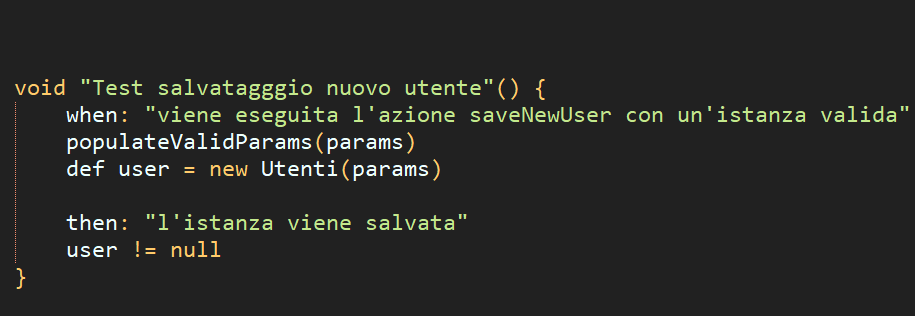 void "Test salvatagggio nuovo utente"() {
when: "viene eseguita l'azione saveNewUser con un'istanza valida"
populateValidParams(params)
def user = new Utenti(params)
then: "l'istanza viene salvata"
user != null
}